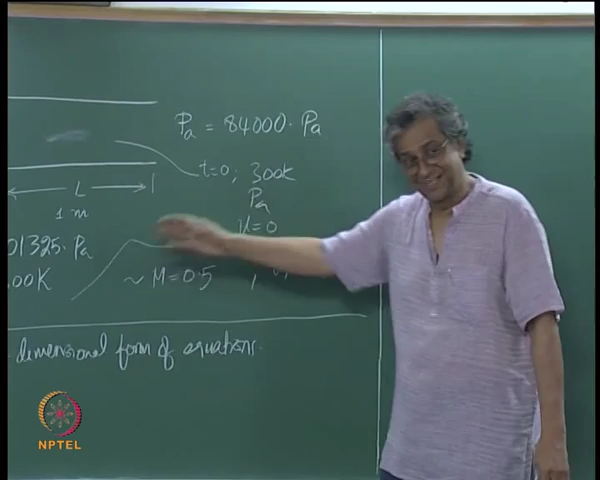 Pa = 84000. Pa
t=0; 300K
L
Pa
1 m
u=0
01325. Pa
.00K
~ M=0.5
dimensional form of equations.
NPTEL